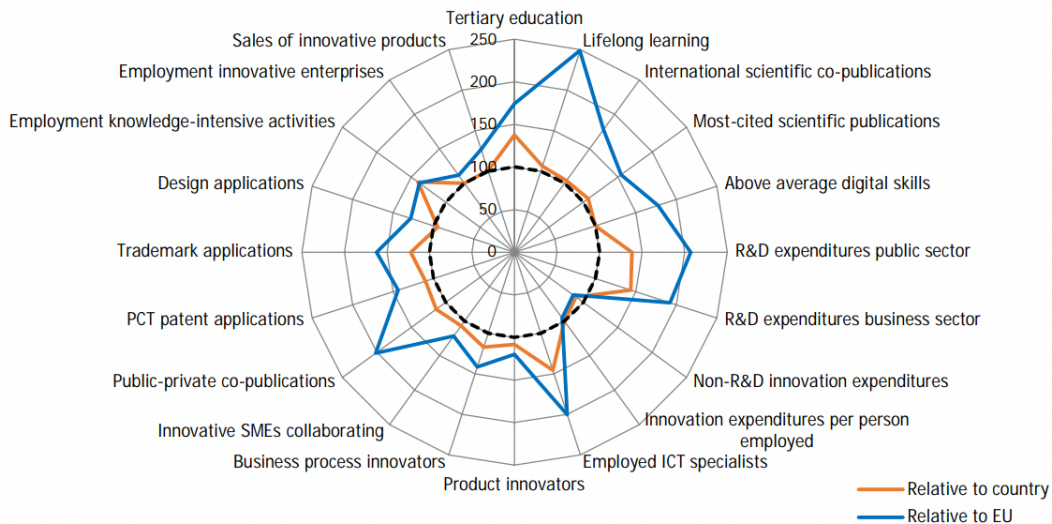 Tertiary education
250
Sales of innovative products
Lifelong learning
Employment innovative enterprises
200
International scientific co-publications
Employment knowledge-intensive activities
150
Most-cited scientific publications
Design applications
100
Above average digital skills
50
Trademark applications
0
R&D expenditures public sector
PCT patent applications
R&D expenditures business sector
Public-private co-publications
Non-R&D innovation expenditures
Innovative SMEs collaborating
Innovation expenditures per person
employed
Business process innovators
Employed ICT specialists
Product innovators
Relative to country
Relative to EU